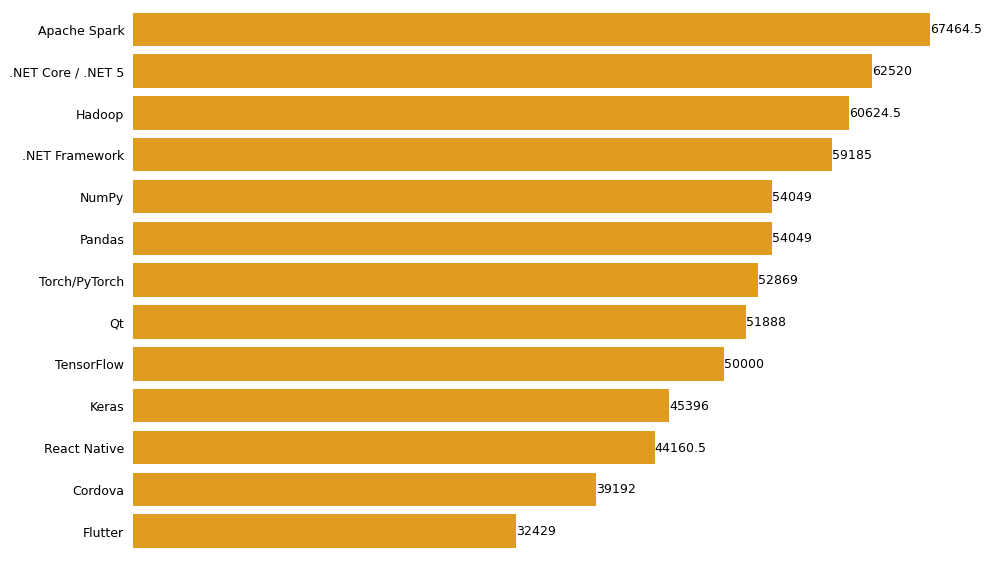 Apache Spark 67464.5
.NET Core / .NET 5 62520
Hadoop 60624.5
.NET Framework 59185
NumPy 54049
Pandas 54049
Torch/PyTorch 52869
Qt 51888
TensorFlow 50000
Keras 45396
React Native 44160.5
Cordova 39192
Flutter 32429